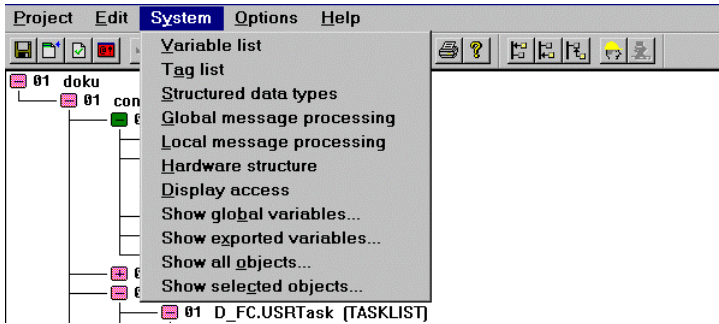 Project Edit System Options Help
Variable list
Tag list
01 doku
Structured data types
01 con
Global message processing
Local message processing
Hardware structure
Display access
Show global variables...
Show exported variables...
Show all objects...
Show selected objects...
01 D_FC.USRTask (TASKLIST)